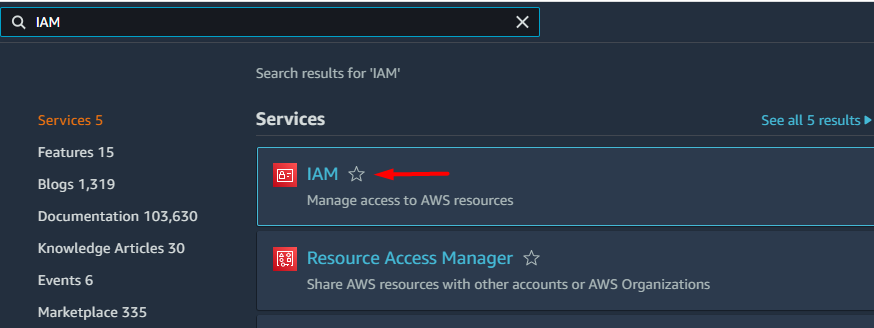 IAM
Search results for 'IAM'
Services 5
Features 15
Blogs 1,319
Documentation 103,630
Knowledge Articles 30
Events 6
Marketplace 335
Services
See all 5 results
IAM
Manage access to AWS resources
Resource Access Manager
Share AWS resources with other accounts or AWS Organizations